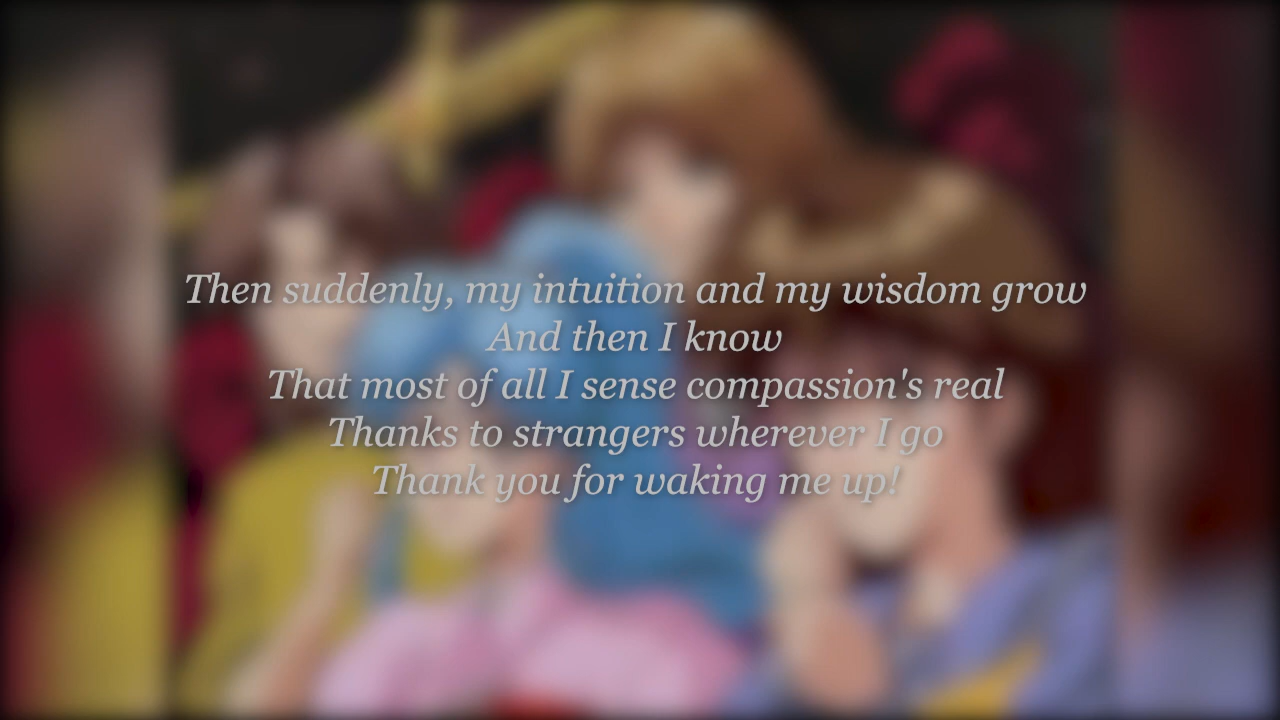 Then suddenly, my intuition and my wisdom grow
And then I know
That most of all I sense compassion's real
Thanks to strangers wherever I go
Thank you for waking me up!